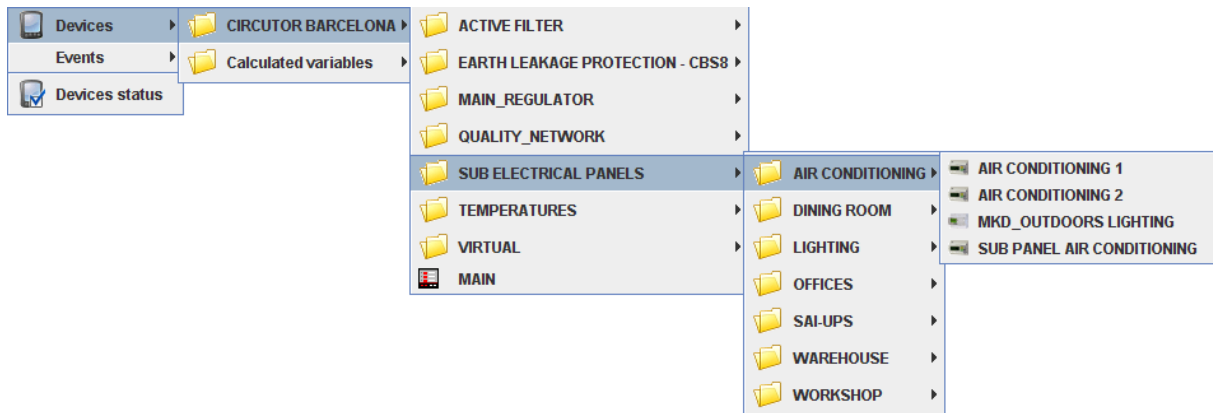 Devices
Events
Devices status
CIRCUTOR BARCELONA
Calculated variables
ACTIVE FILTER
EARTH LEAKAGE PROTECTION - CBS8
MAIN_REGULATOR
QUALITY_NETWORK
SUB ELECTRICAL PANELS
TEMPERATURES
VIRTUAL
MAIN
AIR CONDITIONING
DINING ROOM
LIGHTING
OFFICES
SAI-UPS
WAREHOUSE
WORKSHOP
AIR CONDITIONING 1
AIR CONDITIONING 2
MKD_OUTDOORS LIGHTING
SUB PANEL AIR CONDITIONING